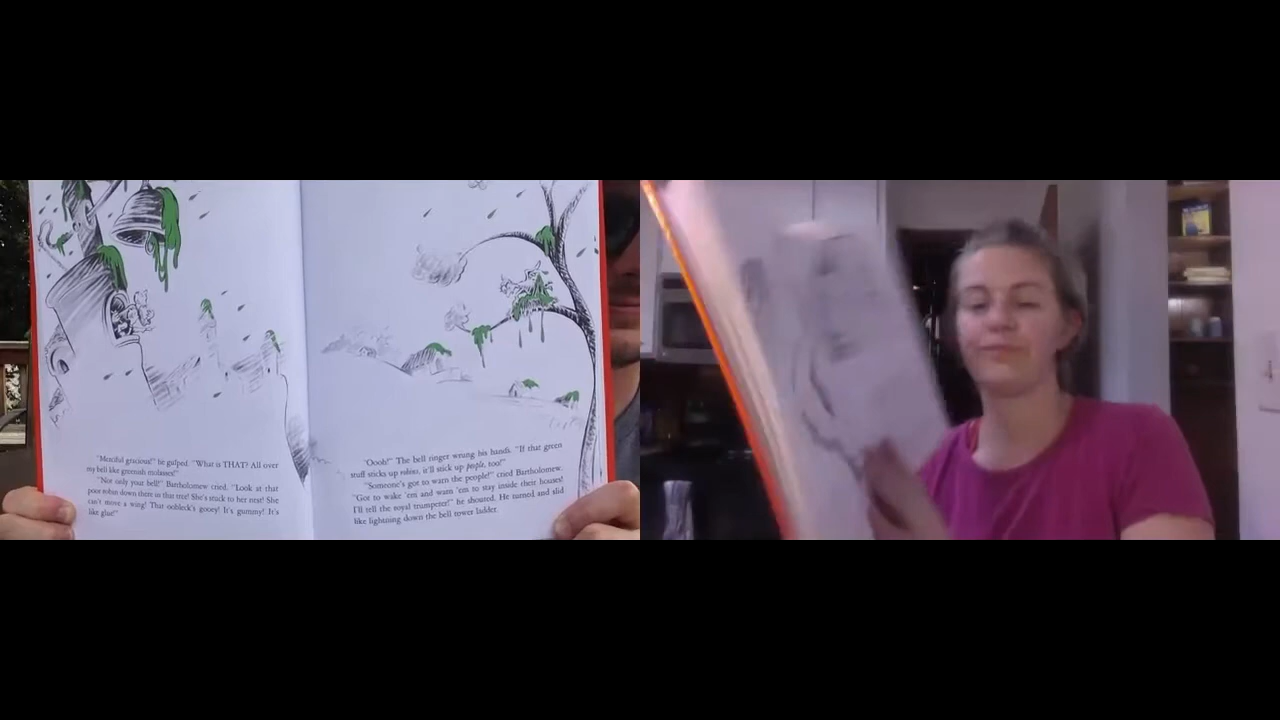 "Merciful gracious!" he gulped. "What is THAT? All over
my bell like greenish molasses!"
"Not only your bell!" Bartholomew cried. "Look at that
poor robin down there in that tree! She's stuck to her nest! She
can't move a wing! That oobleck's gooey! It's gummy! It's
like glue!"
"Oooh!" The bell ringer wrung his hands. "If that green
stuff sticks up robins, it'll stick up people, too!"
"Someone's got to warn the people!" cried Bartholomew.
"Got to wake 'em and warn 'em to stay inside their houses!
I'll tell the royal trumpeter!" he shouted. He turned and slid
like lightning down the bell tower ladder.